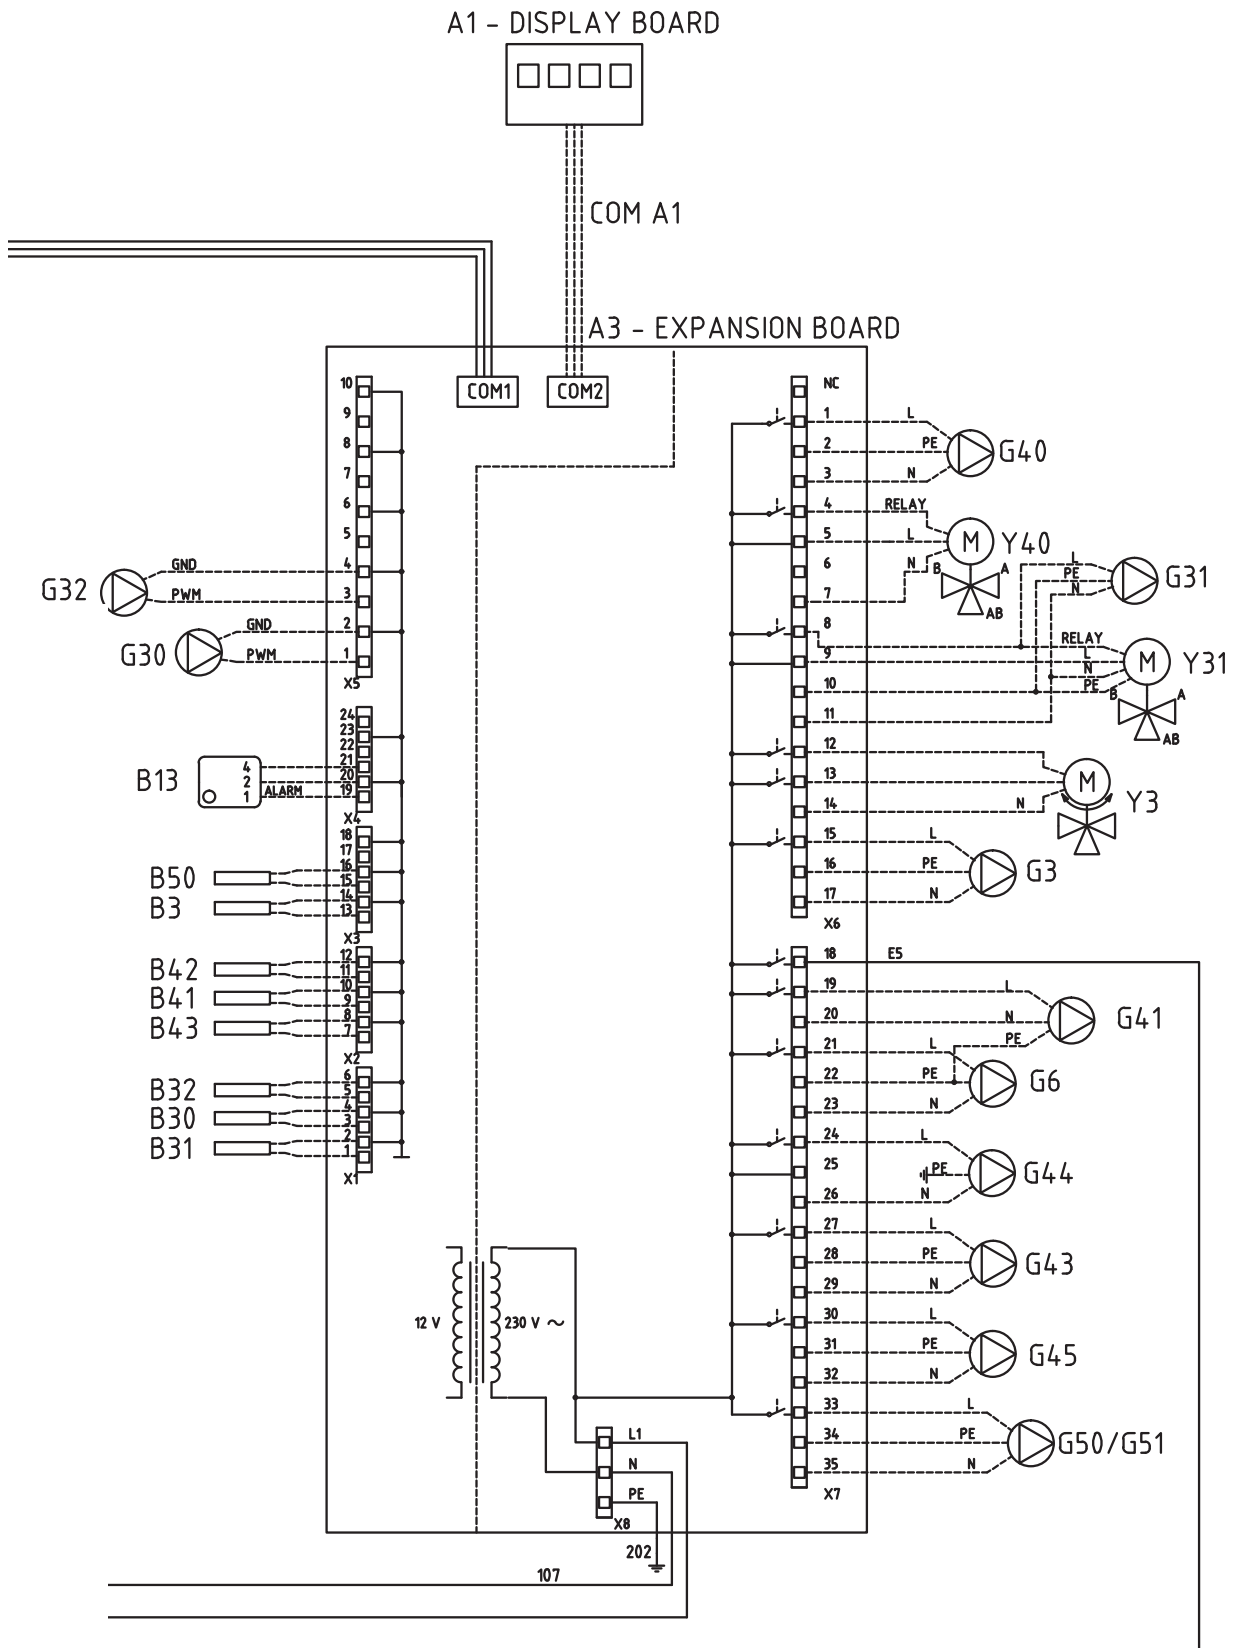 A1 - DISPLAY BOARD
COM A1
A3 - EXPANSION BOARD
COM1
COM2
10
9
8
7
6
5
4
3
2
1
X5
GND
PWM
G32
GND
PWM
G30
24
23
22
21
20
19
X4
B13
4
2
1
ALARM
18
17
16
15
14
13
X3
B50
B3
12
11
10
9
8
7
X2
B42
B41
B43
6
5
4
3
2
1
X1
B32
B30
B31
12 V
230 V ~
L1
N
PE
X8
202
107
NC
1
L
2
PE
3
N
G40
4
RELAY
5
L
6
N
7
M
Y40
B
A
AB
L
PE
N
G31
8
9
10
11
RELAY
L
N
PE
M
Y31
B
A
AB
12
13
14
N
M
Y3
15
L
16
PE
17
N
G3
X6
18
E5
19
L
20
N
PE
G41
21
L
22
PE
23
N
G6
24
L
25
PE
26
N
G44
27
L
28
PE
29
N
G43
30
L
31
PE
32
N
G45
33
L
34
PE
35
N
G50/G51
X7